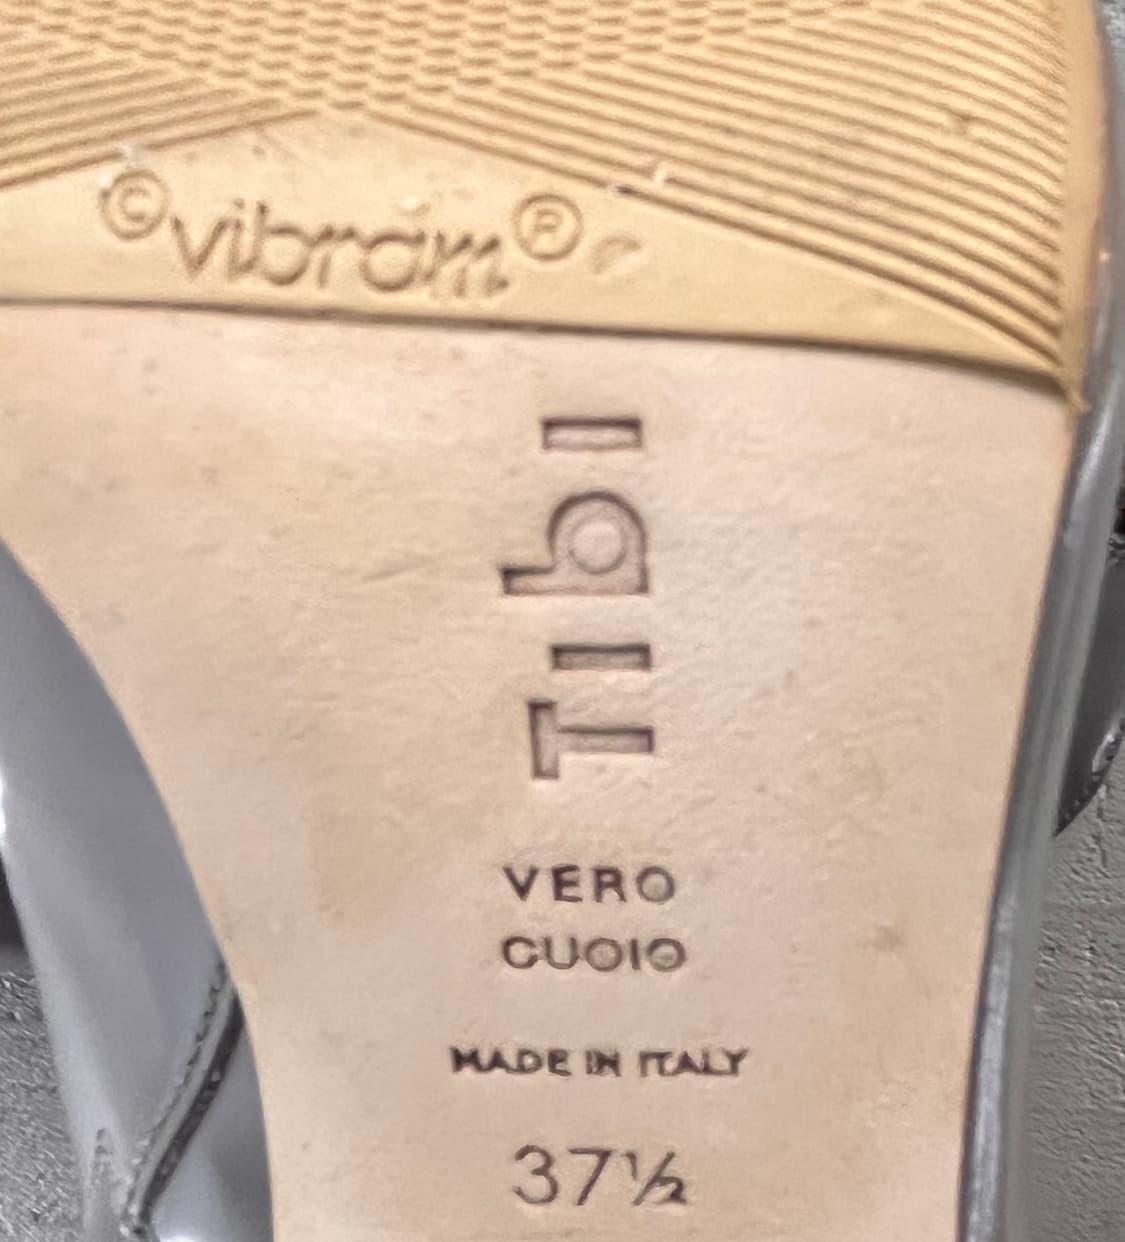 ©vibram®
Tibi
VERO
CUOIO
MADE IN ITALY
37½